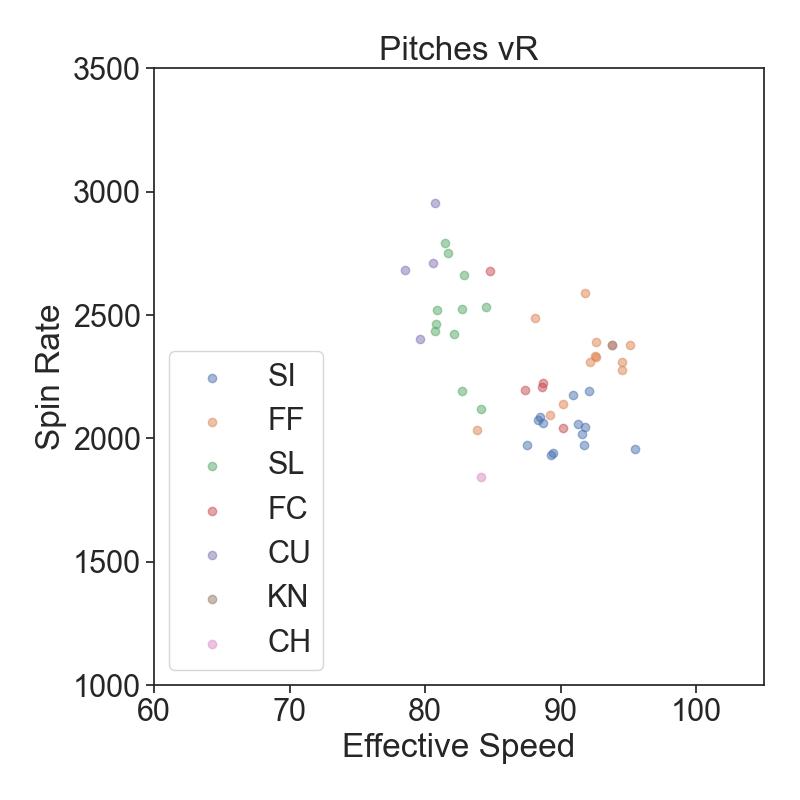 Pitches vR
3500
3000
2500
2000
1500
1000
Spin Rate
SI
FF
SL
FC
CU
KN
CH
60 70 80 90 100
Effective Speed